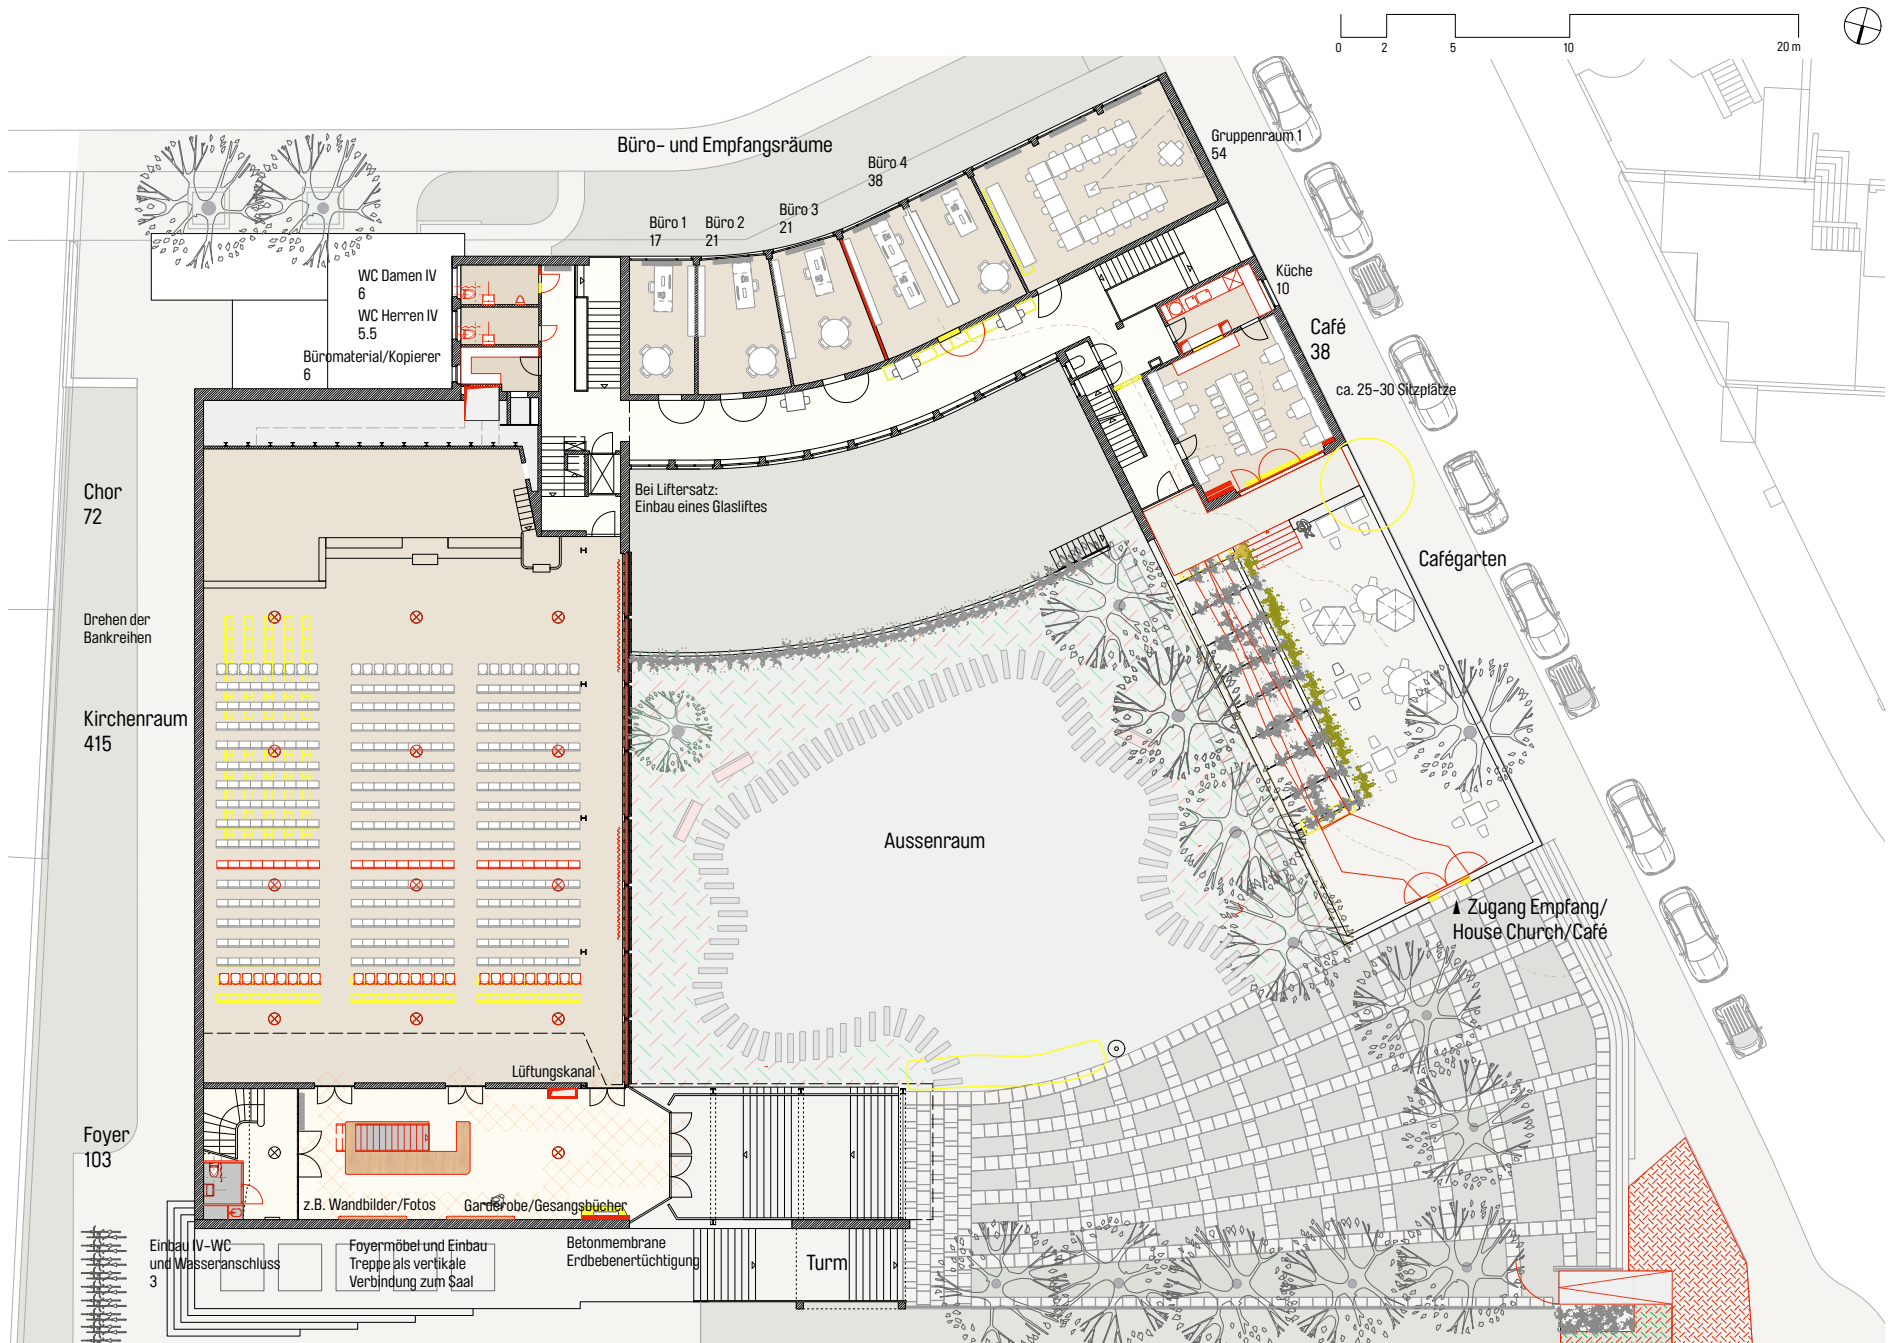 0 2 5 10 20 m
Büro- und Empfangsräume
Gruppenraum 1
54
Büro 4
38
Büro 3
21
Büro 2
21
Büro 1
17
WC Damen IV
6
WC Herren IV
5.5
Büromaterial/Kopierer
6
Küche
10
Café
38
ca. 25-30 Sitzplätze
Chor
72
Bei Liftersatz:
Einbau eines Glasliftes
Cafégarten
Drehen der
Bankreihen
Kirchenraum
415
Aussenraum
Zugang Empfang/
House Church/Café
Lüftungskanal
Foyer
103
z.B. Wandbilder/Fotos
Garderobe/Gesangsbücher
Einbau IV-WC
und Wasseranschluss
3
Foyermöbel und Einbau
Treppe als vertikale
Verbindung zum Saal
Betonmembrane
Erdbebenertüchtigung
Turm